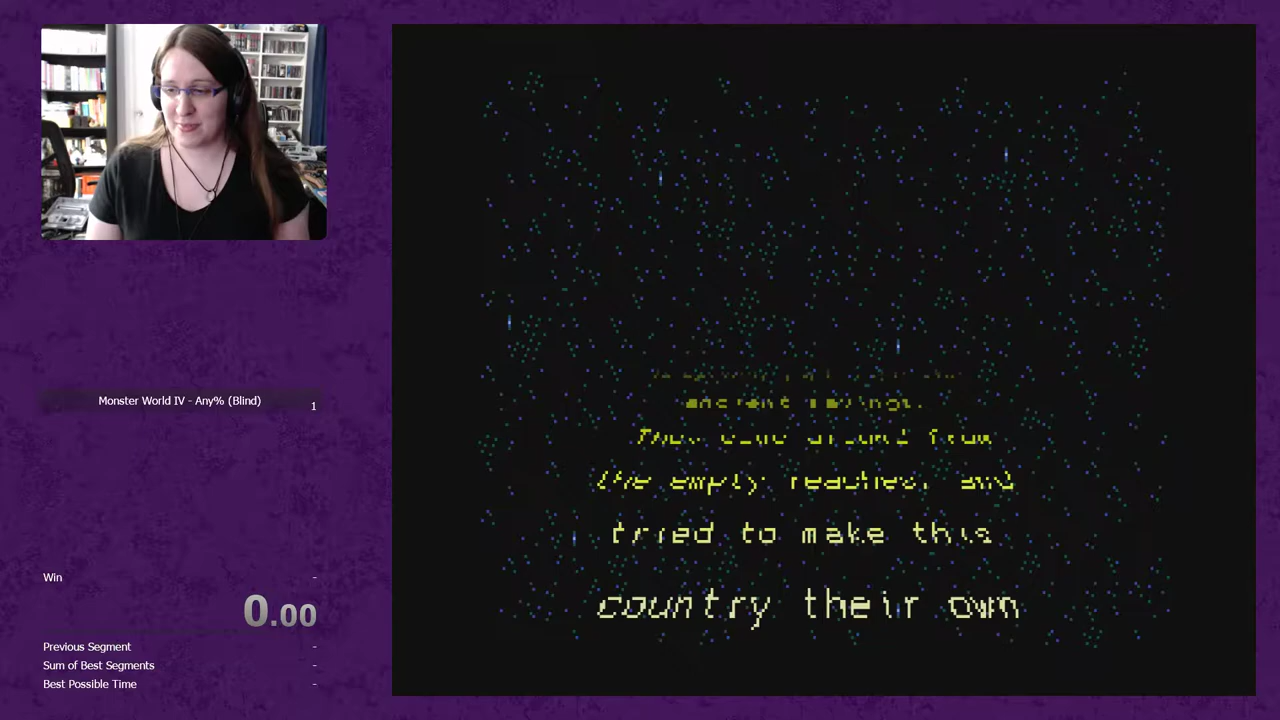 Monster World IV - Any% (Blind)
1
ancient sayings.
They came around from
the empty reaches, and
tried to make this
country their own
Win -
0.00
Previous Segment -
Sum of Best Segments -
Best Possible Time -